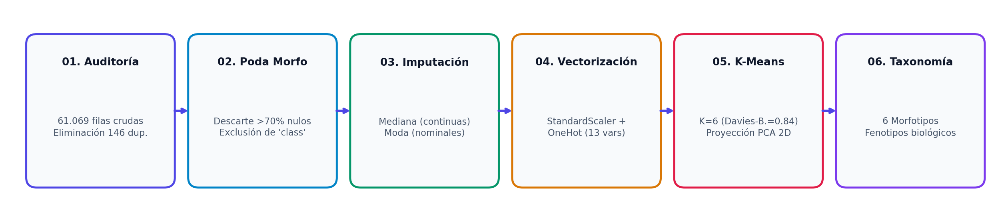 01. Auditoría
61.069 filas crudas
Eliminación 146 dup.
02. Poda Morfo
Descarte >70% nulos
Exclusión de 'class'
03. Imputación
Mediana (continuas)
Moda (nominales)
04. Vectorización
StandardScaler +
OneHot (13 vars)
05. K-Means
K=6 (Davies-B.=0.84)
Proyección PCA 2D
06. Taxonomía
6 Morfotipos
Fenotipos biológicos